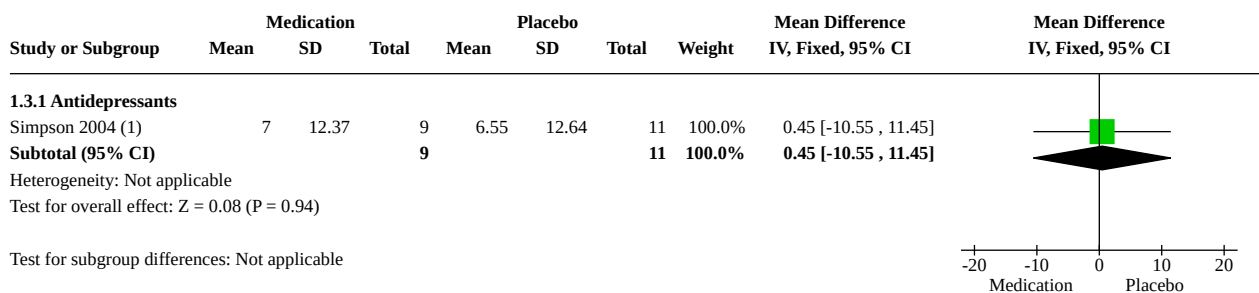 Medication Placebo Mean Difference Mean Difference
Study or Subgroup Mean SD Total Mean SD Total Weight IV, Fixed, 95% CI IV, Fixed, 95% CI
1.3.1 Antidepressants
Simpson 2004 (1) 7 12.37 9 6.55 12.64 11 100.0% 0.45 [-10.55 , 11.45]
Subtotal (95% CI) 9 11 100.0% 0.45 [-10.55 , 11.45]
Heterogeneity: Not applicable
Test for overall effect: Z = 0.08 (P = 0.94)
Test for subgroup differences: Not applicable
-20 -10 0 10 20
Medication Placebo